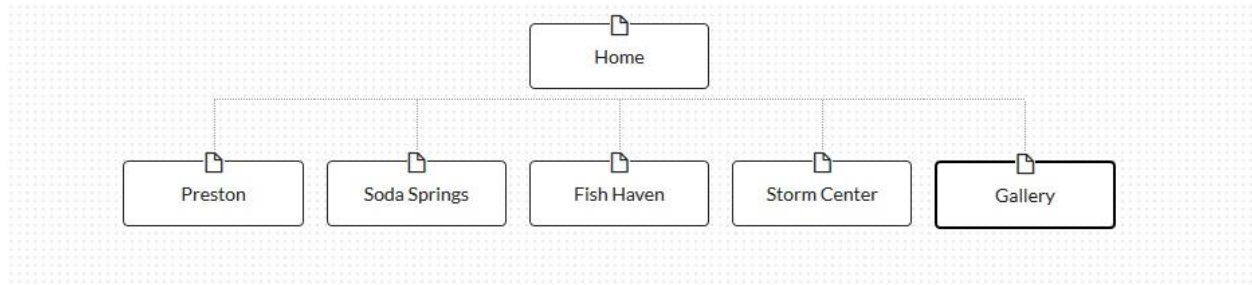 Home
Preston
Soda Springs
Fish Haven
Storm Center
Gallery